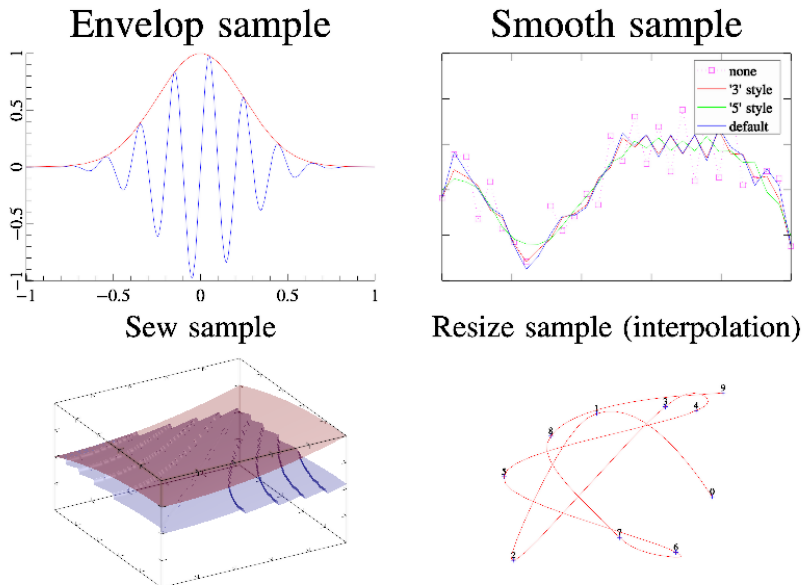 Envelop sample
Smooth sample
1
0.5
0
−0.5
−1
−1
−0.5
0
0.5
1
none
'3' style
'5' style
default
Sew sample
Resize sample (interpolation)
9
3
4
1
8
5
0
7
6
2